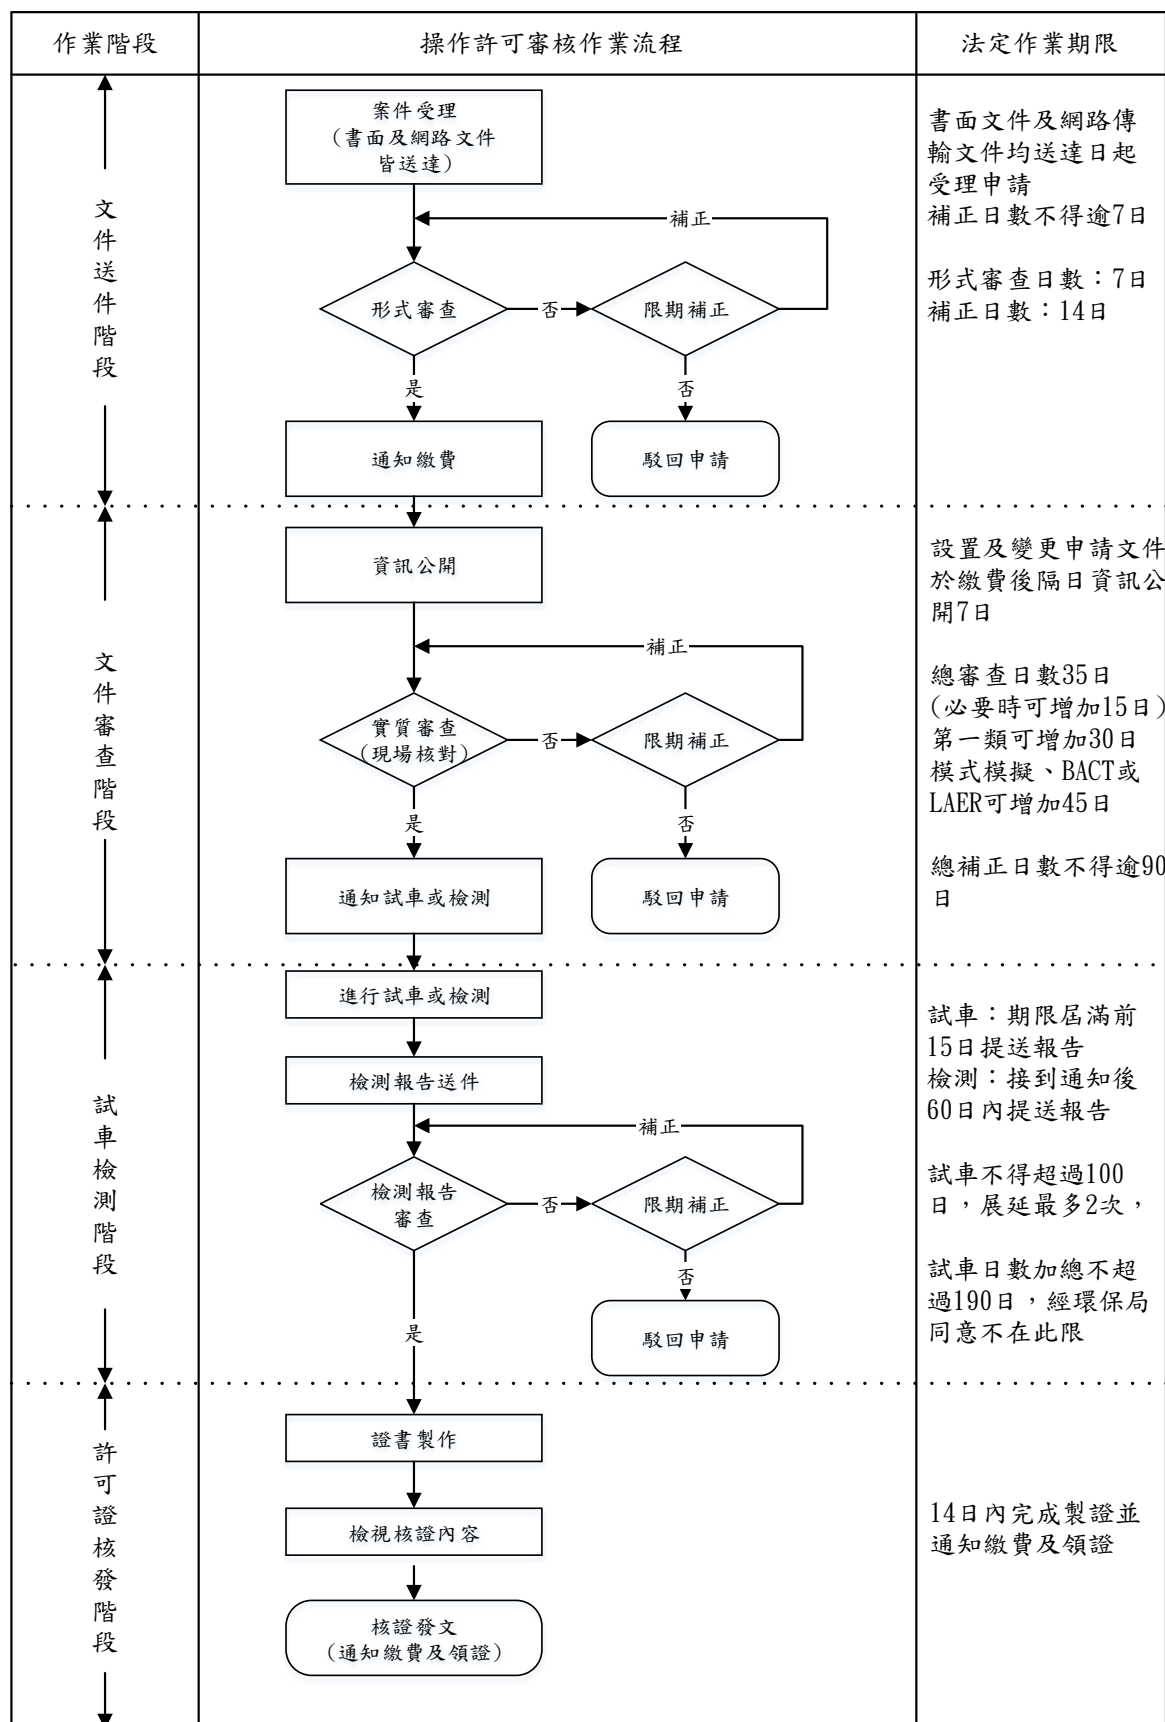 作業階段
操作許可審核作業流程
法定作業期限
文件送件階段
案件受理
(書面及網路文件
皆送達)
補正
形式審查
否
限期補正
是
否
通知繳費
駁回申請
書面文件及網路傳
輸文件均送達日起
受理申請
補正日數不得逾7日
形式審查日數：7日
補正日數：14日
文件審查階段
資訊公開
補正
實質審查
(現場核對)
否
限期補正
是
否
通知試車或檢測
駁回申請
設置及變更申請文件
於繳費後隔日資訊公
開7日
總審查日數35日
(必要時可增加15日)
第一類可增加30日
模式模擬、BACT或
LAER可增加45日
總補正日數不得逾90
日
試車檢測階段
進行試車或檢測
檢測報告送件
補正
檢測報告
審查
否
限期補正
否
是
駁回申請
試車：期限屆滿前
15日提送報告
檢測：接到通知後
60日內提送報告
試車不得超過100
日，展延最多2次，
試車日數加總不超
過190日，經環保局
同意不在此限
許可證核發階段
證書製作
檢視核證內容
核證發文
(通知繳費及領證)
14日內完成製證並
通知繳費及領證